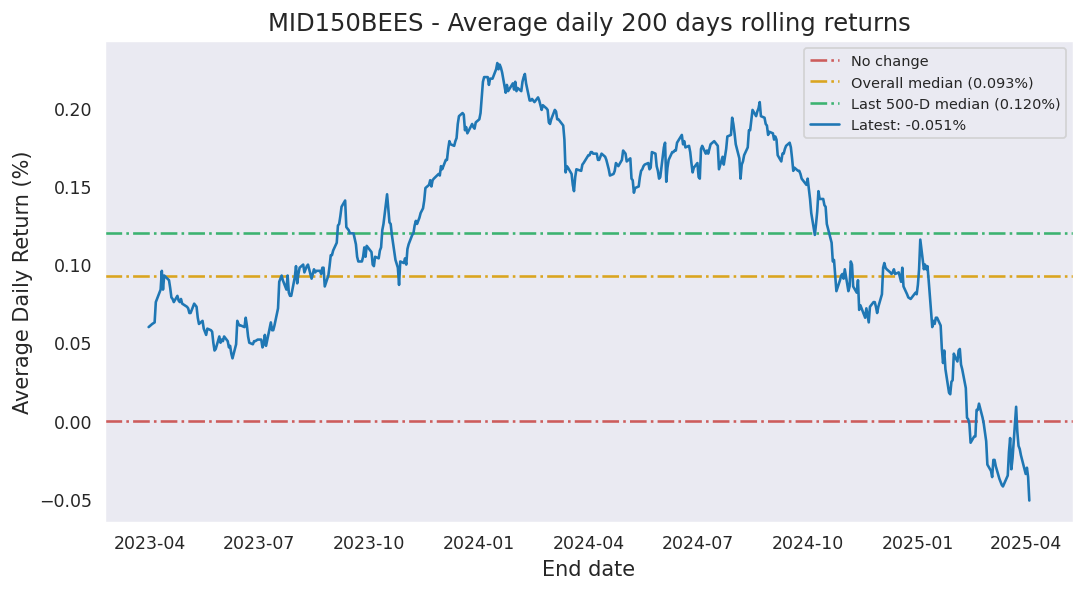 MID150BEES - Average daily 200 days rolling returns
No change
Overall median (0.093%)
Last 500-D median (0.120%)
Latest: -0.051%
Average Daily Return (%)
0.20
0.15
0.10
0.05
0.00
−0.05
2023-04 2023-07 2023-10 2024-01 2024-04 2024-07 2024-10 2025-01 2025-04
End date